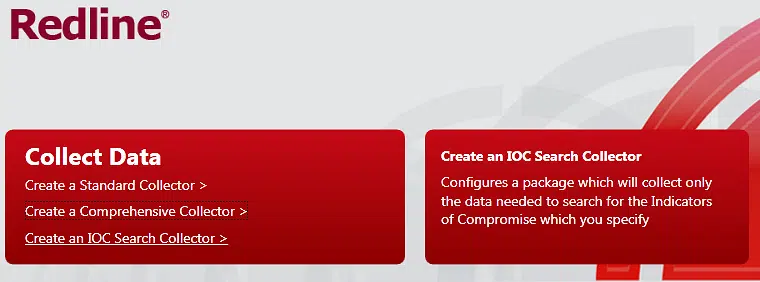 Redline®
Collect Data
Create a Standard Collector >
Create a Comprehensive Collector >
Create an IOC Search Collector >
Create an IOC Search Collector
Configures a package which will collect only
the data needed to search for the Indicators
of Compromise which you specify